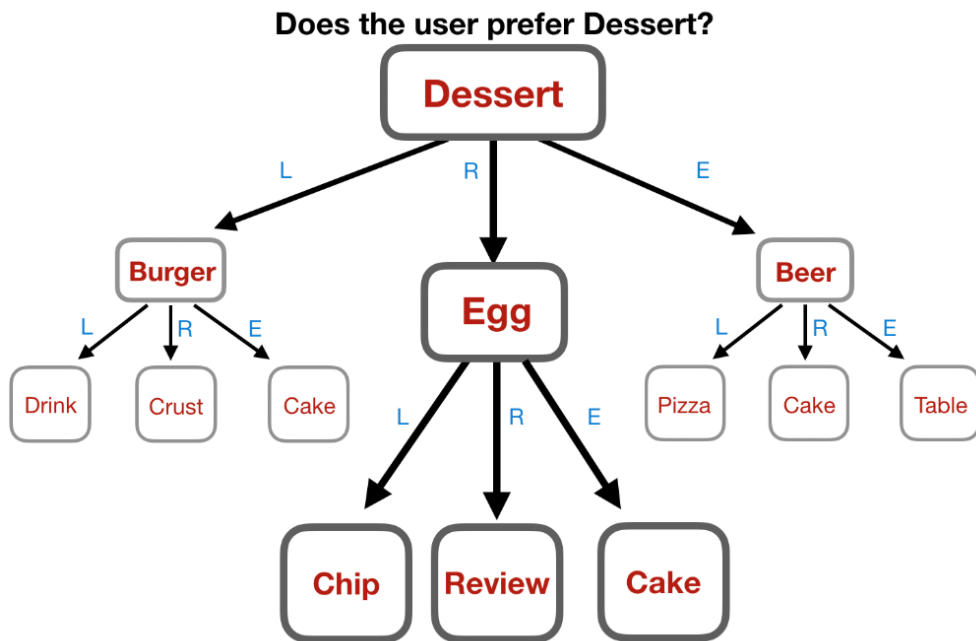 Does the user prefer Dessert?
Dessert
L
R
E
Burger
Egg
Beer
L
R
E
L
R
E
Drink
Crust
Cake
Pizza
Cake
Table
L
R
E
Chip
Review
Cake